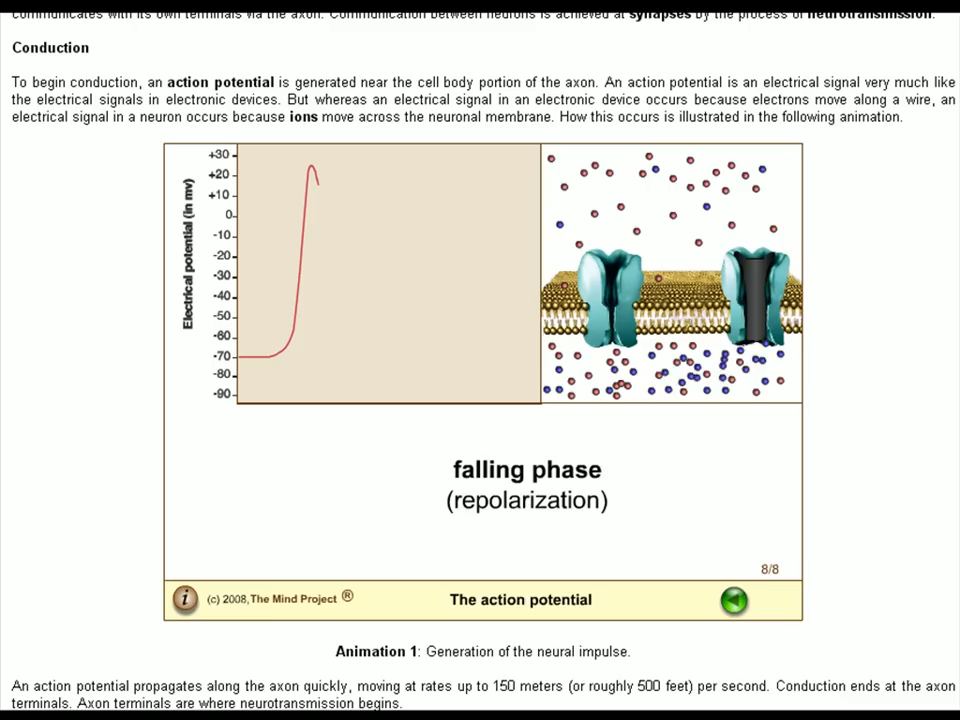 communicates with its own terminals via the axon. Communication between neurons is achieved at synapses by the process of neurotransmission.
Conduction
To begin conduction, an action potential is generated near the cell body portion of the axon. An action potential is an electrical signal very much like
the electrical signals in electronic devices. But whereas an electrical signal in an electronic device occurs because electrons move along a wire, an
electrical signal in a neuron occurs because ions move across the neuronal membrane. How this occurs is illustrated in the following animation.
Electrical potential (in mv)
+30
+20
+10
0
-10
-20
-30
-40
-50
-60
-70
-80
-90
falling phase
(repolarization)
8/8
i (c) 2008, The Mind Project ® The action potential
Animation 1: Generation of the neural impulse.
An action potential propagates along the axon quickly, moving at rates up to 150 meters (or roughly 500 feet) per second. Conduction ends at the axon
terminals. Axon terminals are where neurotransmission begins.